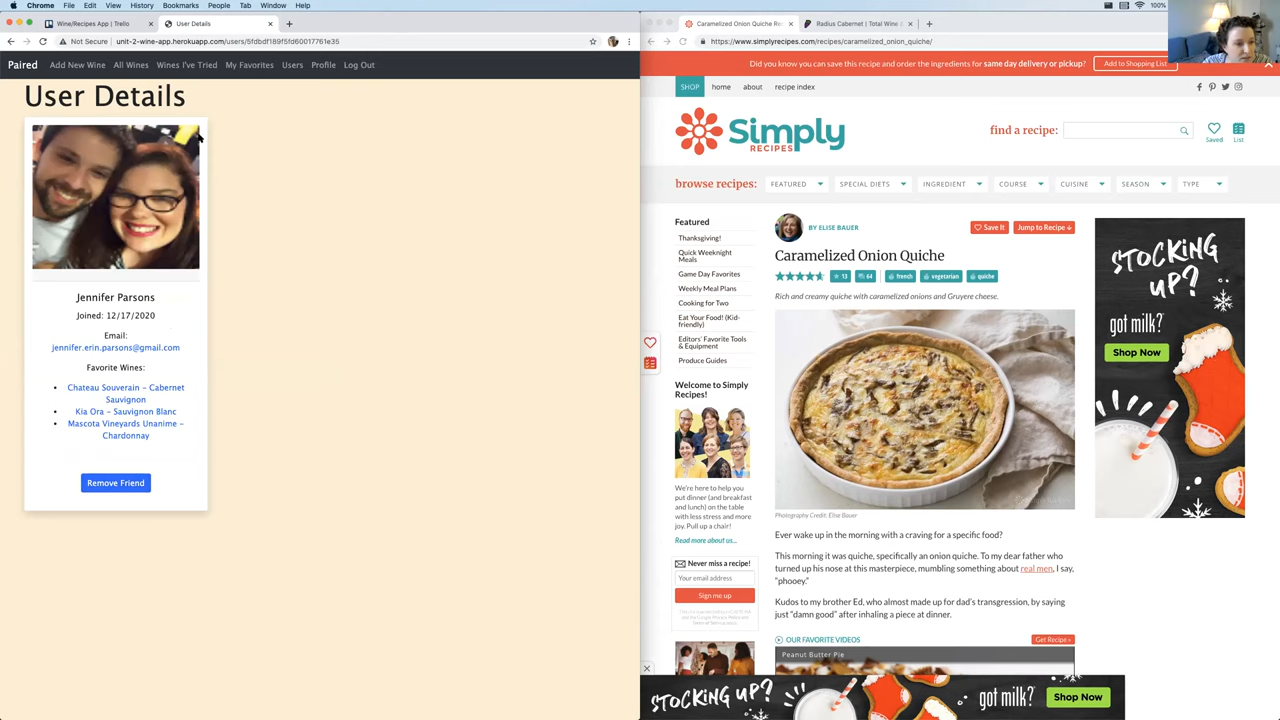 Chrome File Edit View History Bookmarks People Tab Window Help
100%
Wine/Recipes App | Trello
User Details
Not Secure | unit-2-wine-app.herokuapp.com/users/5fdbdf189f5fd60017761e35
Paired Add New Wine All Wines Wines I've Tried My Favorites Users Profile Log Out
User Details
Jennifer Parsons
Joined: 12/17/2020
Email:
jennifer.erin.parsons@gmail.com
Favorite Wines:
• Chateau Souverain - Cabernet
Sauvignon
• Kia Ora - Sauvignon Blanc
• Mascota Vineyards Unanime -
Chardonnay
Remove Friend
Caramelized Onion Quiche Re
Radius Cabernet | Total Wine
https://www.simplyrecipes.com/recipes/caramelized_onion_quiche/
Did you know you can save this recipe and order the ingredients for same day delivery or pickup?
Add to Shopping List
SHOP home about recipe index
Simply
RECIPES
find a recipe:
Saved
List
browse recipes: FEATURED SPECIAL DIETS INGREDIENT COURSE CUISINE SEASON TYPE
Featured
Thanksgiving!
Quick Weeknight
Meals
Game Day Favorites
Weekly Meal Plans
Cooking for Two
Eat Your Food! (Kid-
friendly)
Editors' Favorite Tools
& Equipment
Produce Guides
Welcome to Simply
Recipes!
We're here to help you
put dinner (and breakfast
and lunch) on the table
with less stress and more
joy. Pull up a chair!
Read more about us...
Never miss a recipe!
Your email address
Sign me up
BY ELISE BAUER
Save It
Jump to Recipe
Caramelized Onion Quiche
13
64
french
vegetarian
quiche
Rich and creamy quiche with caramelized onions and Gruyere cheese.
Photography Credit: Elise Bauer
Ever wake up in the morning with a craving for a specific food?
This morning it was quiche, specifically an onion quiche. To my dear father who
turned up his nose at this masterpiece, mumbling something about real men, I say,
"phooey."
Kudos to my brother Ed, who almost made up for dad's transgression, by saying
just "damn good" after inhaling a piece at dinner.
OUR FAVORITE VIDEOS
Get Recipe »
Peanut Butter Pie
STOCKING
UP?
got milk?
Shop Now
STOCKING UP?
got milk?
Shop Now